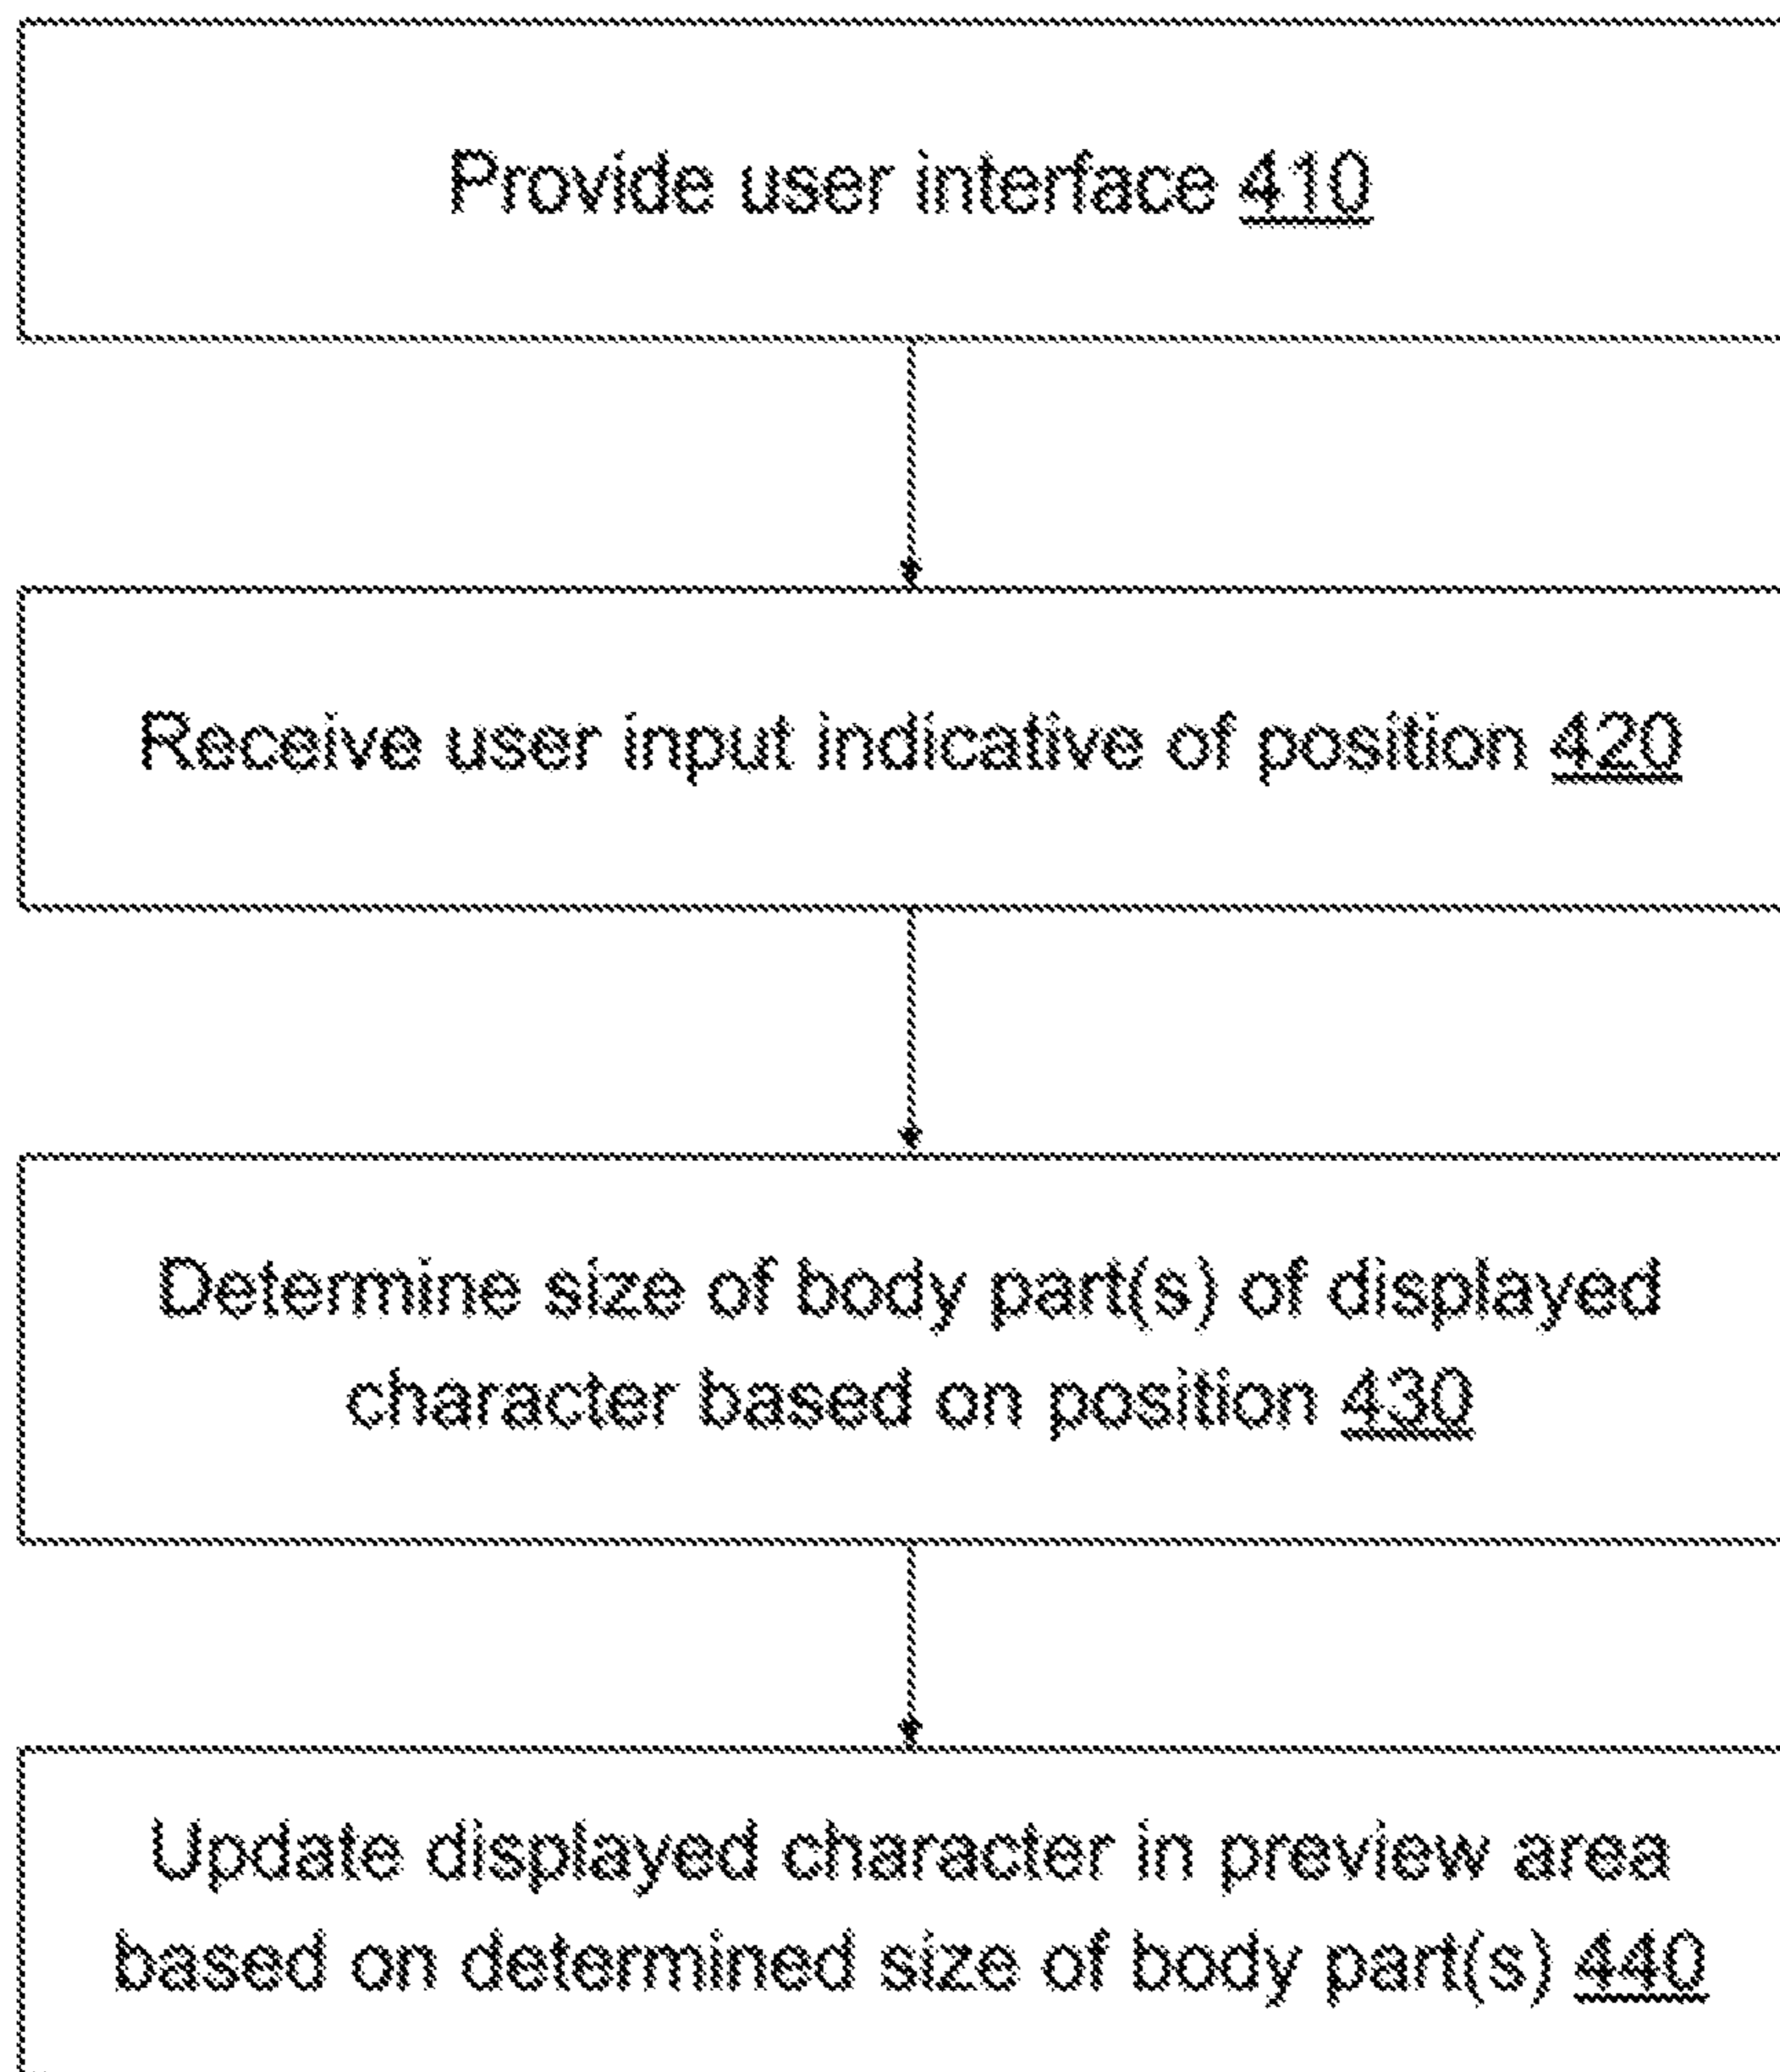 Provide user interface 410
Receive user input indicative of position 420
Determine size of body part(s) of displayed
character based on position 430
Update displayed character in preview area
based on determined size of body part(s) 440